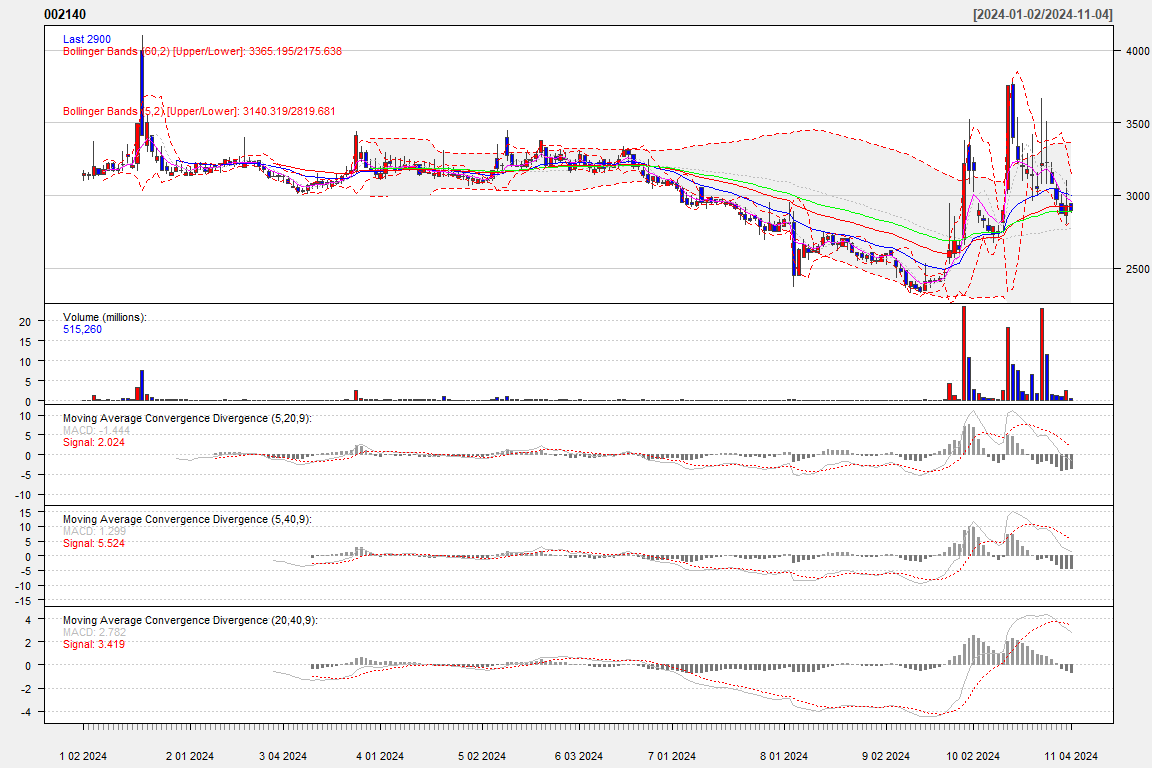 002140
[2024-01-02/2024-11-04]
Last 2900
Bollinger Bands (60,2) [Upper/Lower]: 3365.195/2175.638
Bollinger Bands (5,2) [Upper/Lower]: 3140.319/2819.681
4000
3500
3000
2500
Volume (millions):
515,260
20
15
10
5
0
Moving Average Convergence Divergence (5,20,9):
MACD: -1.444
Signal: 2.024
10
5
0
-5
-10
Moving Average Convergence Divergence (5,40,9):
MACD: 1.299
Signal: 5.524
15
10
5
0
-5
-10
-15
Moving Average Convergence Divergence (20,40,9):
MACD: 2.782
Signal: 3.419
4
2
0
-2
-4
1 02 2024
2 01 2024
3 04 2024
4 01 2024
5 02 2024
6 03 2024
7 01 2024
8 01 2024
9 02 2024
10 02 2024
11 04 2024